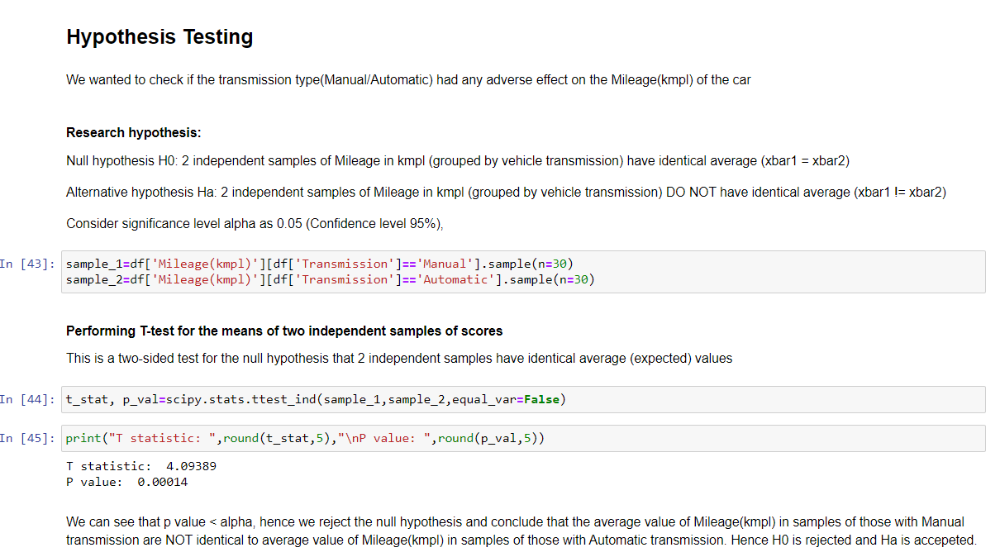 Hypothesis Testing
We wanted to check if the transmission type(Manual/Automatic) had any adverse effect on the Mileage(kmpl) of the car
Research hypothesis:
Null hypothesis H0: 2 independent samples of Mileage in kmpl (grouped by vehicle transmission) have identical average (xbar1 = xbar2)
Alternative hypothesis Ha: 2 independent samples of Mileage in kmpl (grouped by vehicle transmission) DO NOT have identical average (xbar1 != xbar2)
Consider significance level alpha as 0.05 (Confidence level 95%),
In [43]: sample_1=df['Mileage(kmpl)'][df['Transmission']=='Manual'].sample(n=30)
sample_2=df['Mileage(kmpl)'][df['Transmission']=='Automatic'].sample(n=30)
Performing T-test for the means of two independent samples of scores
This is a two-sided test for the null hypothesis that 2 independent samples have identical average (expected) values
In [44]: t_stat, p_val=scipy.stats.ttest_ind(sample_1,sample_2,equal_var=False)
In [45]: print("T statistic: ",round(t_stat,5),"\nP value: ",round(p_val,5))
T statistic:  4.09389
P value:  0.00014
We can see that p value < alpha, hence we reject the null hypothesis and conclude that the average value of Mileage(kmpl) in samples of those with Manual
transmission are NOT identical to average value of Mileage(kmpl) in samples of those with Automatic transmission. Hence H0 is rejected and Ha is accepeted.